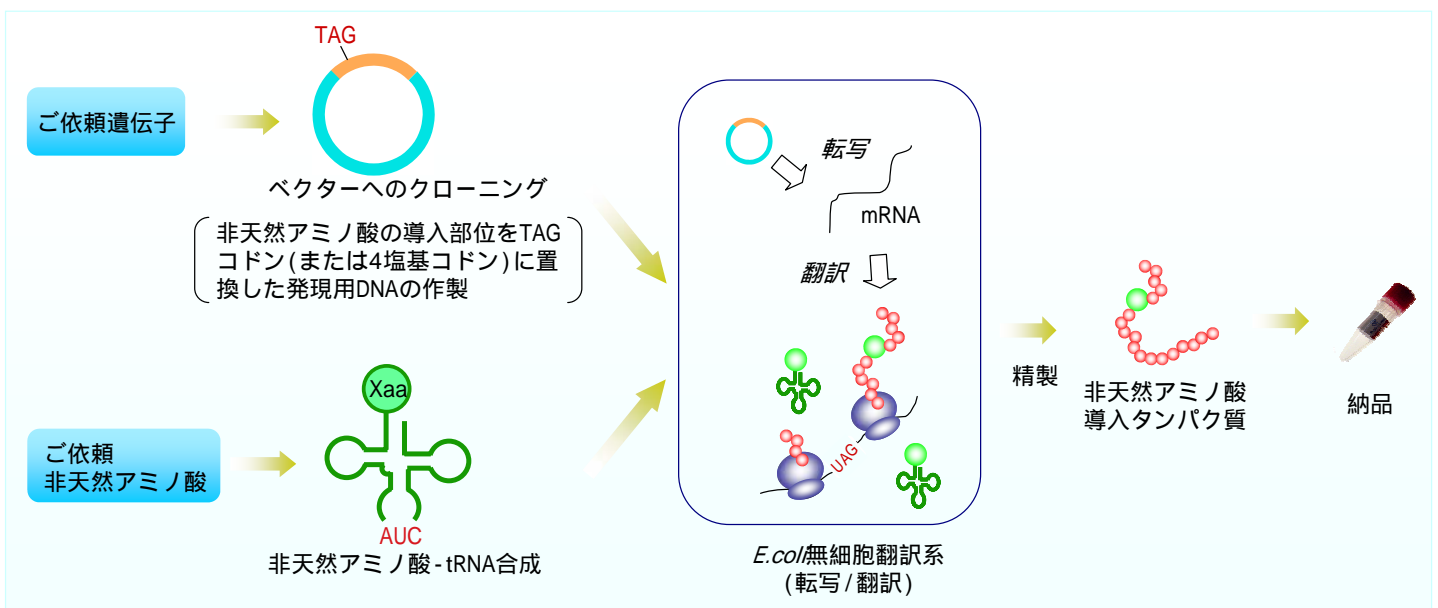 TAG
ご依頼遺伝子
ベクターへのクローニング
非天然アミノ酸の導入部位をTAG
コドン(または4塩基コドン)に置
換した発現用DNAの作製
Xaa
ご依頼
非天然アミノ酸
AUC
非天然アミノ酸-tRNA合成
転写
mRNA
翻訳
UAG
E.coli無細胞翻訳系
(転写/翻訳)
精製
非天然アミノ酸
導入タンパク質
納品